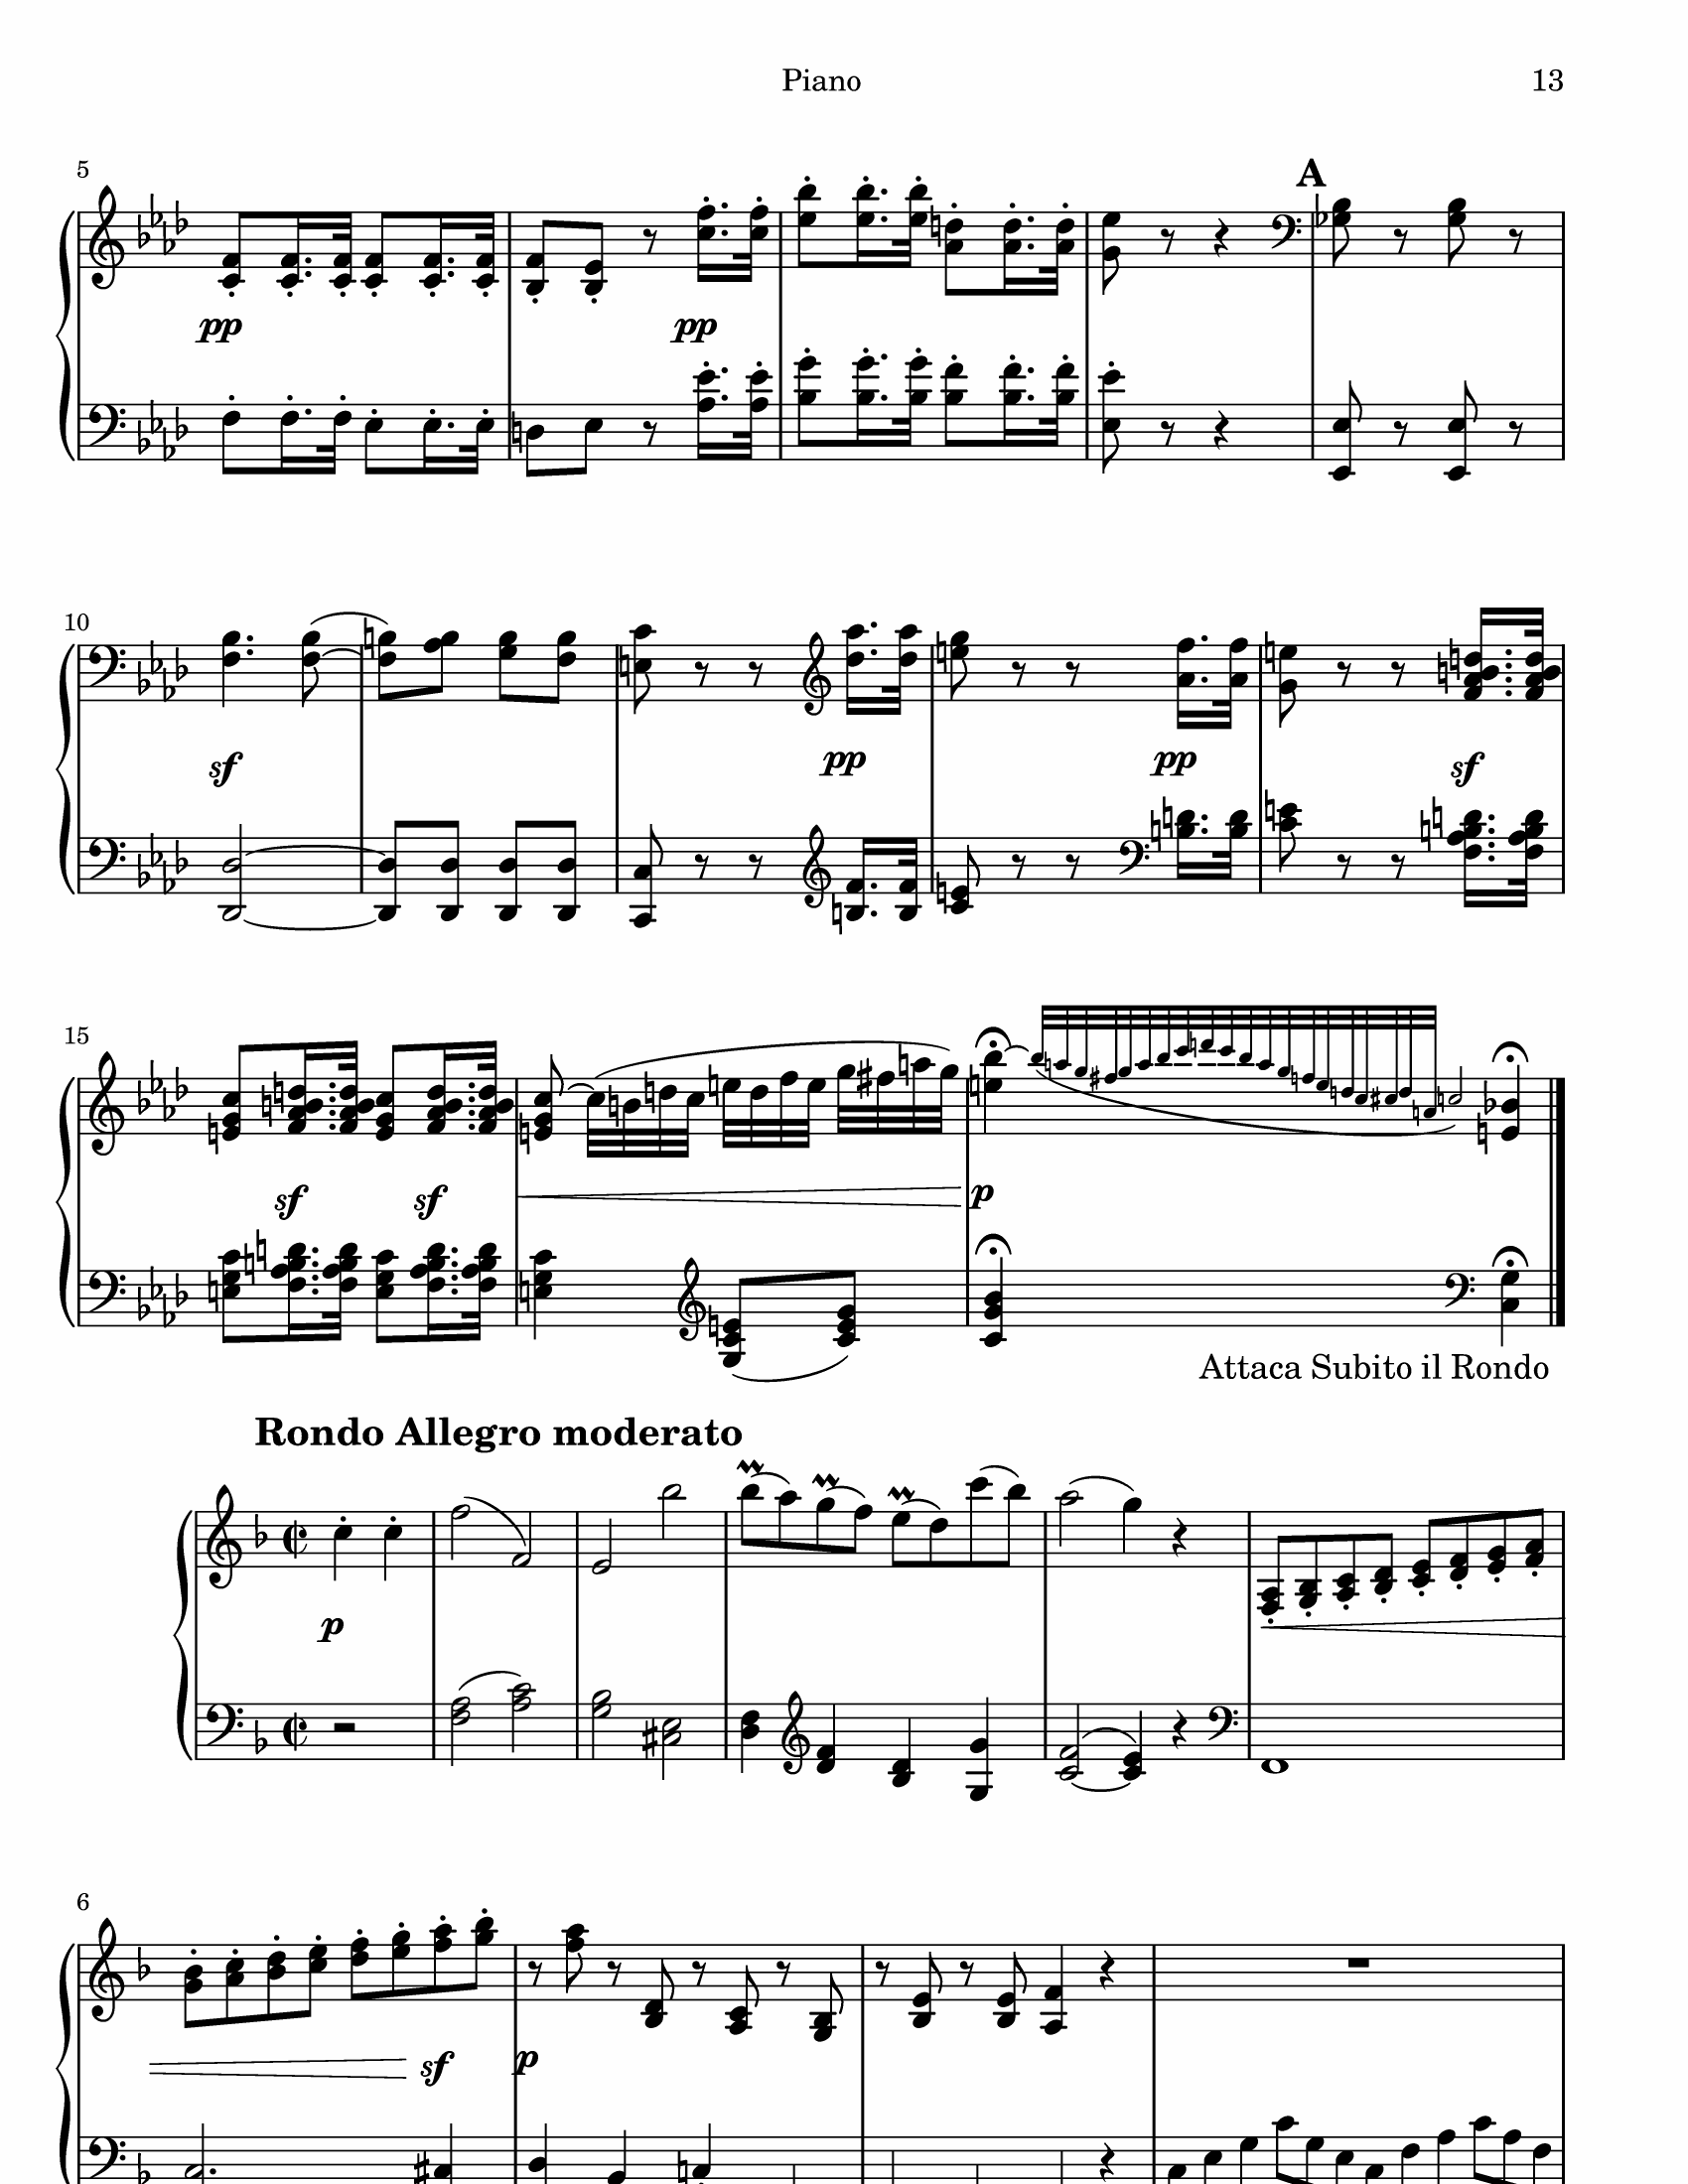 Piano 13
5
A
pp pp
10
sf pp pp sf
15
sf sf p
Attaca Subito il Rondo
Rondo Allegro moderato
p
6
sf p